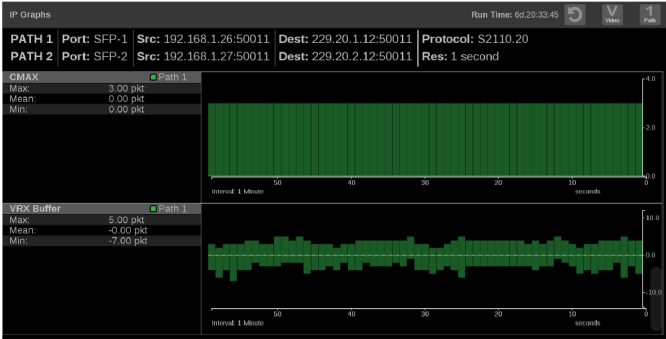 IP Graphs
Run Time: 6d,20:33:45
V
Video
1
Path
PATH 1 Port: SFP-1 Src: 192.168.1.26:50011 Dest: 229.20.1.12:50011 Protocol: S2110.20
PATH 2 Port: SFP-2 Src: 192.168.1.27:50011 Dest: 229.20.2.12:50011 Res: 1 second
CMAX Path 1
Max: 3.00 pkt
Mean: 0.00 pkt
Min: 0.00 pkt
4.0
2.0
0.0
50 40 30 20 10 0
Interval: 1 Minute seconds
VRX Buffer Path 1
Max: 5.00 pkt
Mean: -0.00 pkt
Min: -7.00 pkt
10.0
0.0
-10.0
50 40 30 20 10 0
Interval: 1 Minute seconds